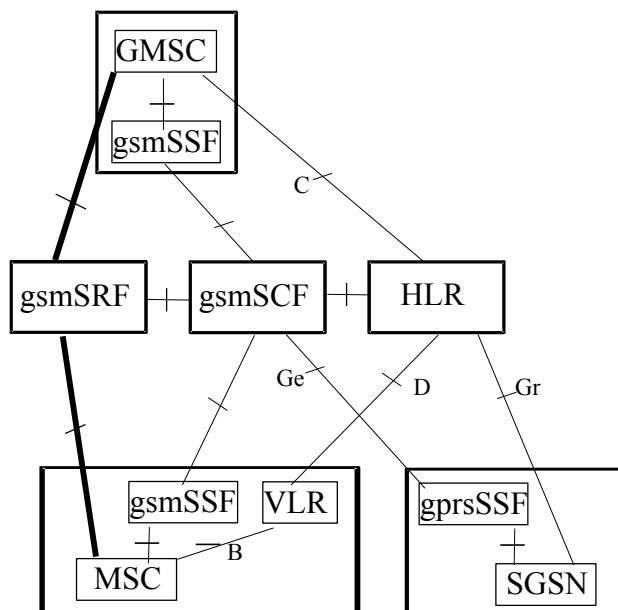 GMSC
gsmSSF
C
gsmSRF
gsmSCF
HLR
Ge
D
Gr
gsmSSF
VLR
gprsSSF
B
MSC
SGSN